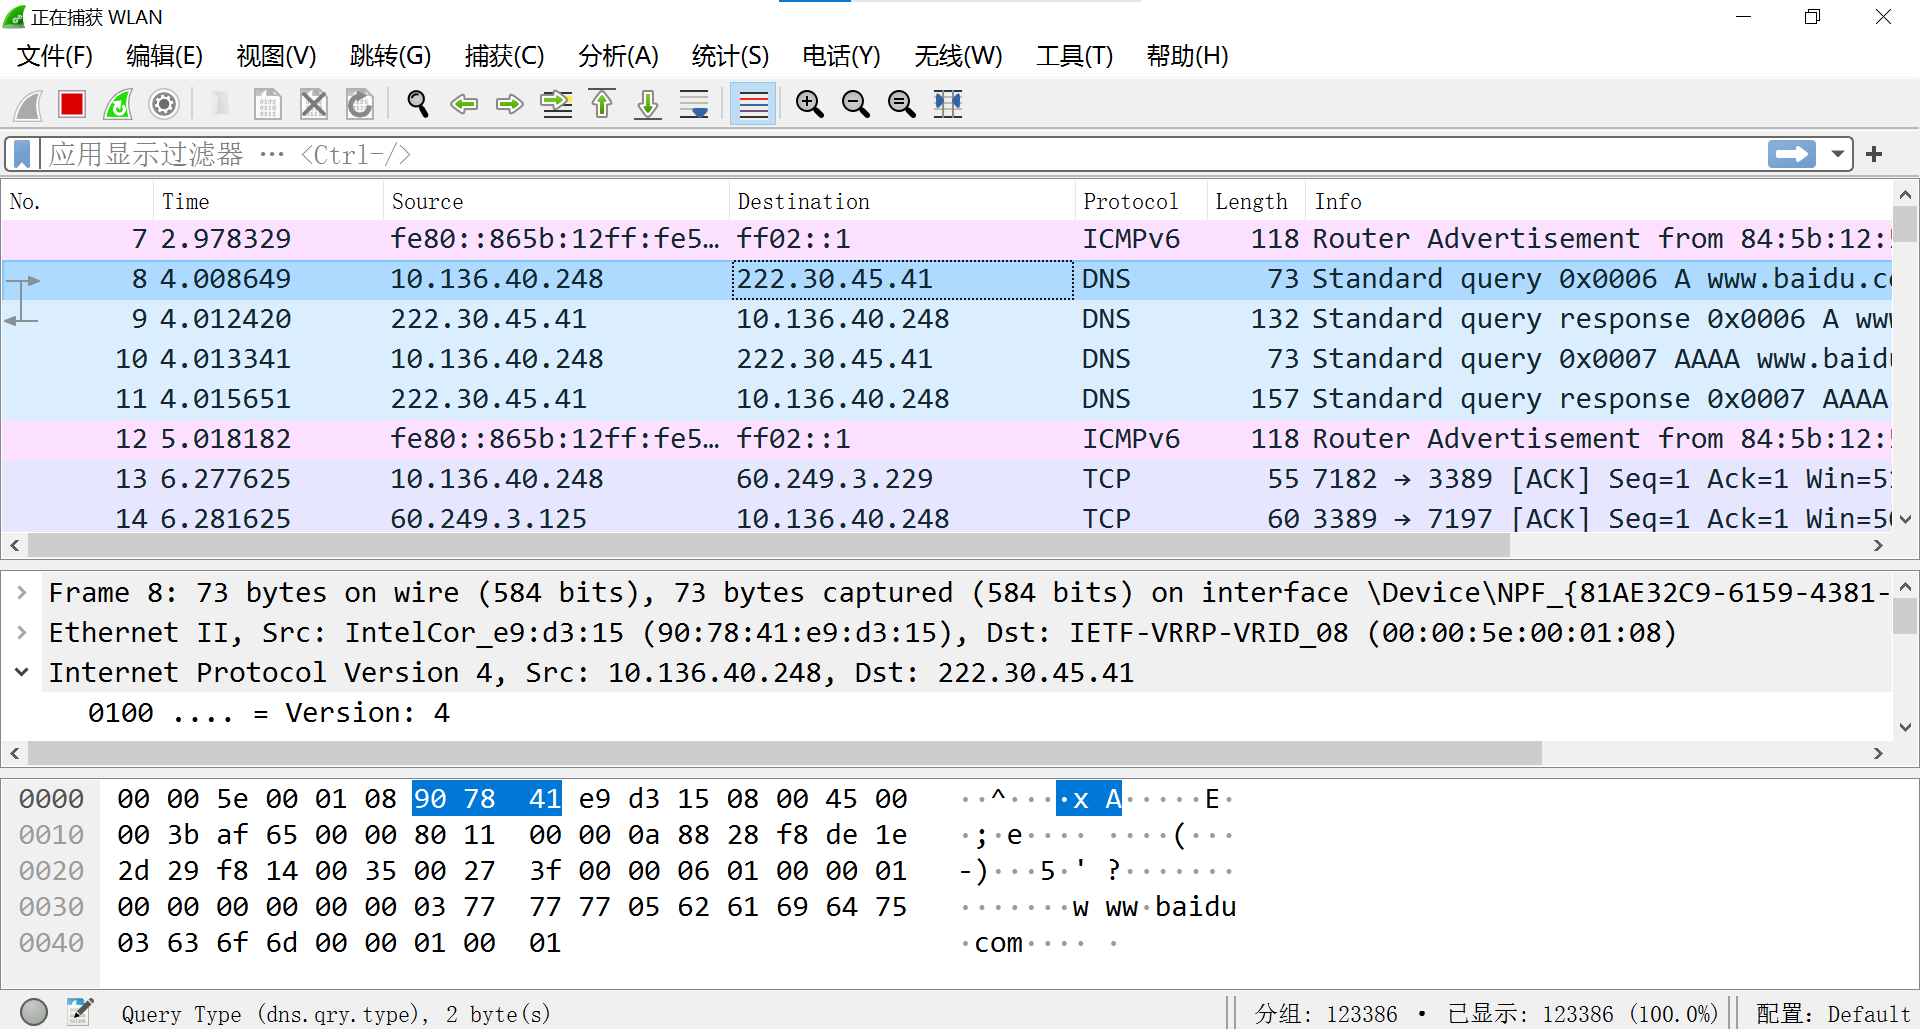 正在捕获 WLAN
文件(F) 编辑(E) 视图(V) 跳转(G) 捕获(C) 分析(A) 统计(S) 电话(Y) 无线(W) 工具(T) 帮助(H)
应用显示过滤器 … <Ctrl-/>
No. Time Source Destination Protocol Length Info
7 2.978329 fe80::865b:12ff:fe5… ff02::1 ICMPv6 118 Router Advertisement from 84:5b:12:
8 4.008649 10.136.40.248 222.30.45.41 DNS 73 Standard query 0x0006 A www.baidu.c
9 4.012420 222.30.45.41 10.136.40.248 DNS 132 Standard query response 0x0006 A ww
10 4.013341 10.136.40.248 222.30.45.41 DNS 73 Standard query 0x0007 AAAA www.baid
11 4.015651 222.30.45.41 10.136.40.248 DNS 157 Standard query response 0x0007 AAAA
12 5.018182 fe80::865b:12ff:fe5… ff02::1 ICMPv6 118 Router Advertisement from 84:5b:12:
13 6.277625 10.136.40.248 60.249.3.229 TCP 55 7182 → 3389 [ACK] Seq=1 Ack=1 Win=5
14 6.281625 60.249.3.125 10.136.40.248 TCP 60 3389 → 7197 [ACK] Seq=1 Ack=1 Win=5
Frame 8: 73 bytes on wire (584 bits), 73 bytes captured (584 bits) on interface \Device\NPF_{81AE32C9-6159-4381-
Ethernet II, Src: IntelCor_e9:d3:15 (90:78:41:e9:d3:15), Dst: IETF-VRRP-VRID_08 (00:00:5e:00:01:08)
Internet Protocol Version 4, Src: 10.136.40.248, Dst: 222.30.45.41
0100 .... = Version: 4
0000 00 00 5e 00 01 08 90 78 41 e9 d3 15 08 00 45 00 ··^····x A·····E·
0010 00 3b af 65 00 00 80 11 00 00 0a 88 28 f8 de 1e ·;·e···· ····(···
0020 2d 29 f8 14 00 35 00 27 3f 00 00 06 01 00 00 01 -)···5·' ?·······
0030 00 00 00 00 00 00 03 77 77 77 05 62 61 69 64 75 ·······w ww·baidu
0040 03 63 6f 6d 00 00 01 00 01 ·com···· ·
Query Type (dns.qry.type), 2 byte(s) 分组: 123386 · 已显示: 123386 (100.0%) 配置: Default